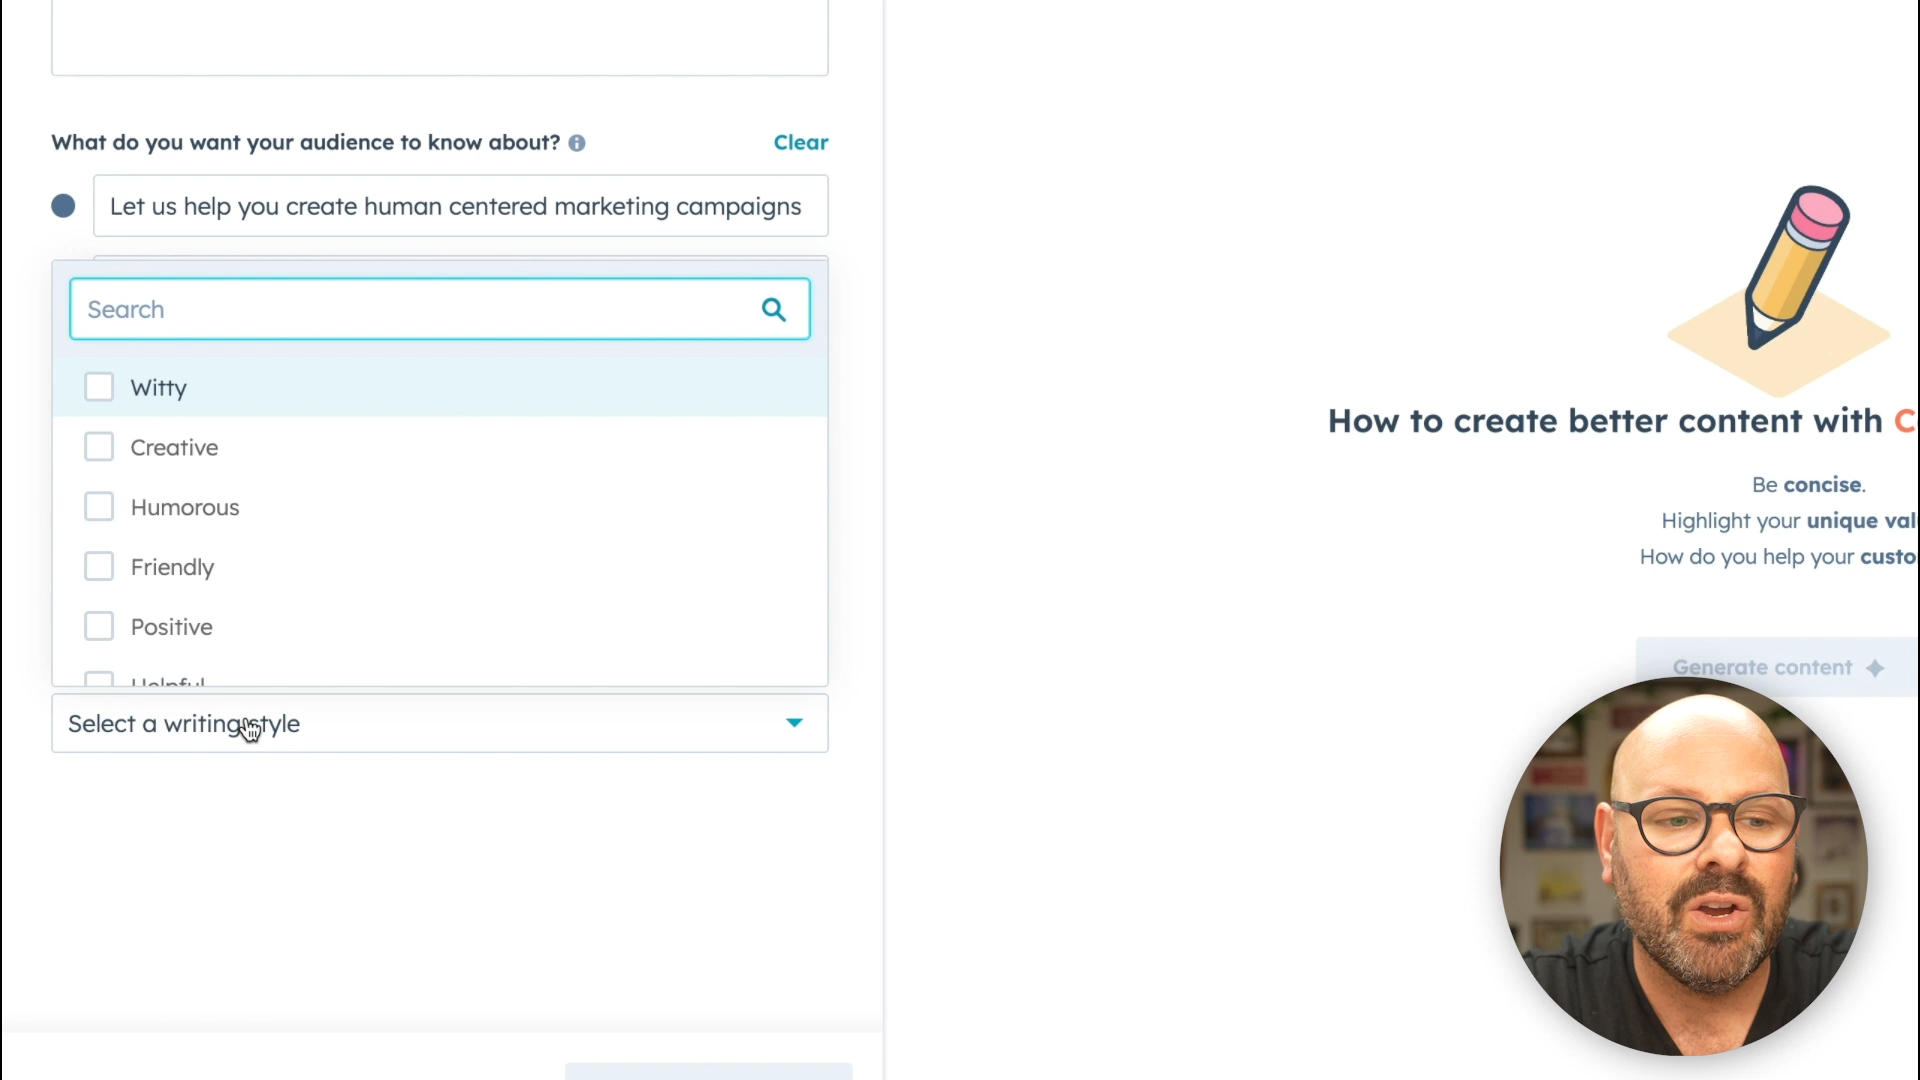 What do you want your audience to know about?
Clear
Let us help you create human centered marketing campaigns
Search
Witty
Creative
Humorous
Friendly
Positive
Helpful
Select a writing style
How to create better content with C
Be concise.
Highlight your unique val
How do you help your custo
Generate content